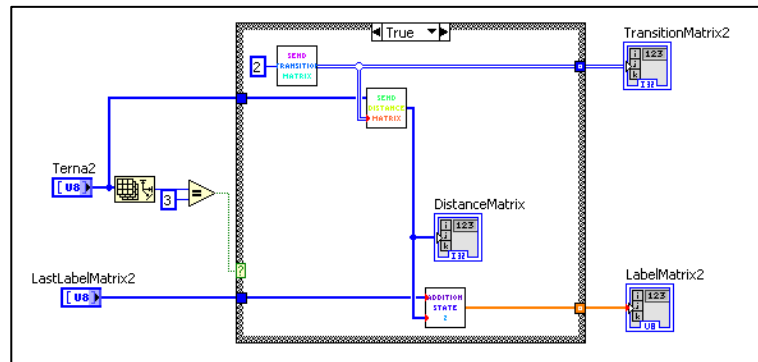 True
TransitionMatrix2
123
i
j
k
I32
2
SEND
TRANSITION
MATRIX
SEND
DISTANCE
MATRIX
Terna2
[U8]
3
=
DistanceMatrix
123
i
j
k
I32
?
LastLabelMatrix2
[U8]
ADDITION
STATE
2
LabelMatrix2
123
i
j
k
U8